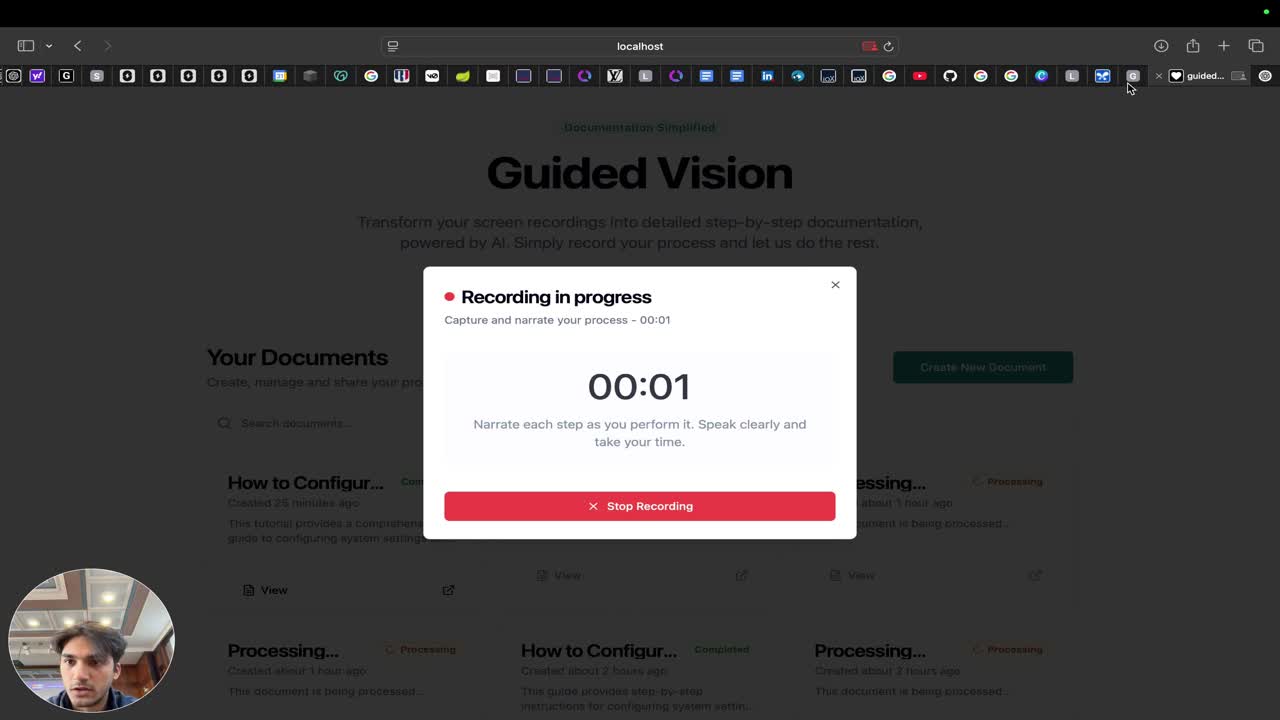 localhost
guided...
Documentation Simplified
Guided Vision
Transform your screen recordings into detailed step-by-step documentation,
powered by AI. Simply record your process and let us do the rest.
Recording in progress
Capture and narrate your process - 00:01
00:01
Narrate each step as you perform it. Speak clearly and
take your time.
Stop Recording
Your Documents
Create, manage and share your pro
Create New Document
Search documents...
How to Configur...
Created 25 minutes ago
This tutorial provides a comprehens
guide to configuring system settings
View
View
essing...
Processing
about 1 hour ago
cument is being processed...
View
Processing...
Processing
Created about 1 hour ago
This document is being processed...
How to Configur...
Completed
Created about 2 hours ago
This guide provides step-by-step
instructions for configuring system settin...
Processing...
Processing
Created about 2 hours ago
This document is being processed...